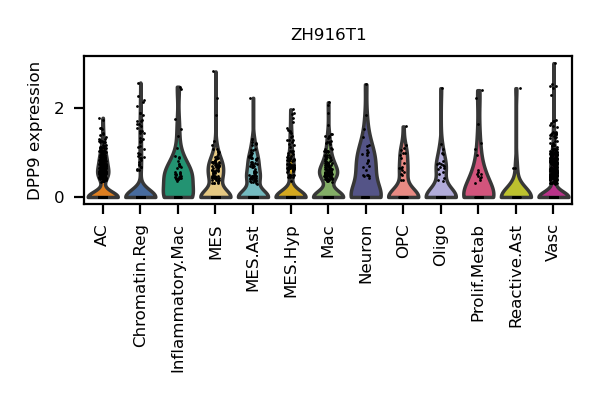 ZH916T1
DPP9 expression
2
0
AC
Chromatin.Reg
Inflammatory.Mac
MES
MES.Ast
MES.Hyp
Mac
Neuron
OPC
Oligo
Prolif.Metab
Reactive.Ast
Vasc